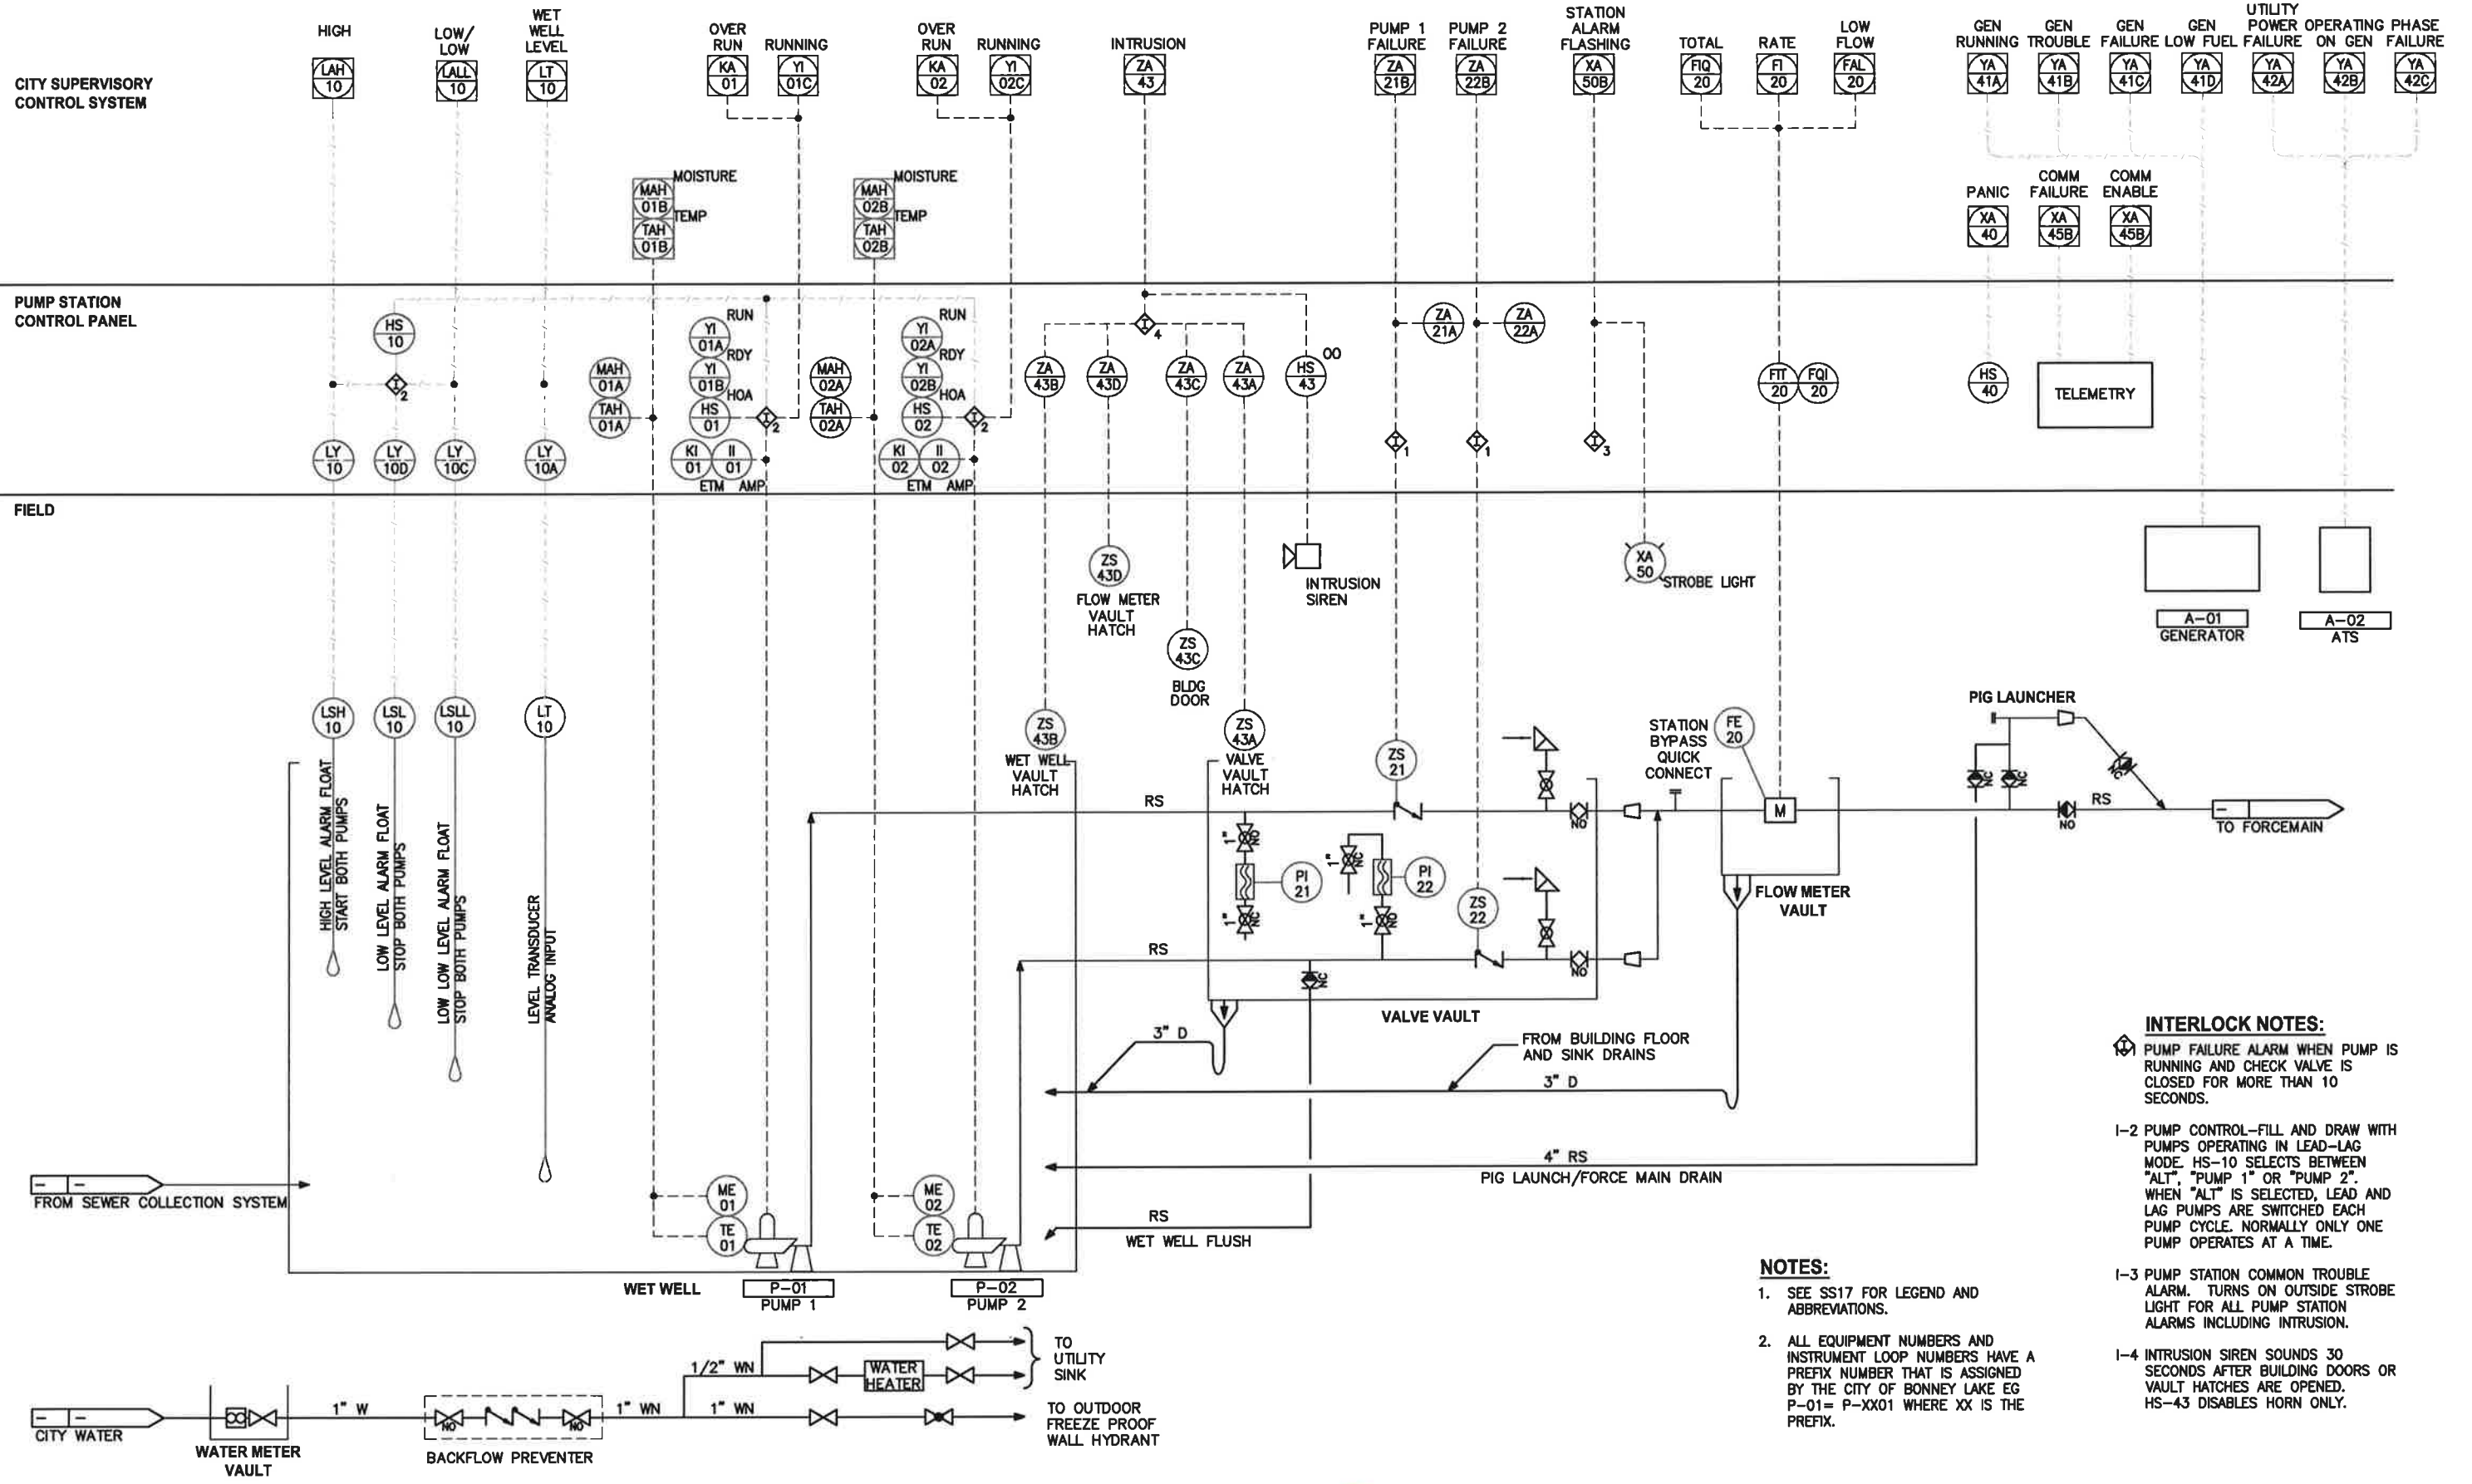 HIGH
LOW/
LOW
WET
WELL
LEVEL
OVER
RUN
RUNNING
OVER
RUN
RUNNING
INTRUSION
PUMP 1
FAILURE
PUMP 2
FAILURE
STATION
ALARM
FLASHING
TOTAL
RATE
LOW
FLOW
GEN
RUNNING
GEN
TROUBLE
GEN
FAILURE
GEN
LOW FUEL
UTILITY
POWER
FAILURE
OPERATING
ON GEN
PHASE
FAILURE
CITY SUPERVISORY
CONTROL SYSTEM
LAH
10
LALL
10
LT
10
KA
01
YI
01C
KA
02
YI
02C
ZA
43
ZA
21B
ZA
22B
XA
50B
FIQ
20
FI
20
FAL
20
YA
41A
YA
41B
YA
41C
YA
41D
YA
42A
YA
42B
YA
42C
MOISTURE
MAH
01B
TEMP
TAH
01B
MOISTURE
MAH
02B
TEMP
TAH
02B
PANIC
COMM
FAILURE
COMM
ENABLE
XA
40
XA
45B
XA
45B
PUMP STATION
CONTROL PANEL
HS
10
I
2
LY
10
LY
10D
LY
10C
LY
10A
MAH
01A
TAH
01A
RUN
YI
01A
RDY
YI
01B
HOA
HS
01
I
2
KI
01
II
01
ETM AMP
MAH
02A
TAH
02A
RUN
YI
02A
RDY
YI
02B
HOA
HS
02
I
2
KI
02
II
02
ETM AMP
I
4
ZA
43B
ZA
43D
ZA
43C
ZA
43A
HS
43
OO
ZA
21A
ZA
22A
I
1
I
1
I
3
FIT
20
FQI
20
HS
40
TELEMETRY
FIELD
ZS
43D
FLOW METER
VAULT
HATCH
ZS
43C
BLDG
DOOR
INTRUSION
SIREN
XA
50
STROBE LIGHT
A-01
GENERATOR
A-02
ATS
LSH
10
LSL
10
LSLL
10
LT
10
HIGH LEVEL ALARM FLOAT
START BOTH PUMPS
LOW LEVEL ALARM FLOAT
STOP BOTH PUMPS
LOW LOW LEVEL ALARM FLOAT
STOP BOTH PUMPS
LEVEL TRANSDUCER
ANALOG INPUT
ZS
43B
WET WELL
VAULT
HATCH
ZS
43A
VALVE
VAULT
HATCH
ZS
21
STATION
BYPASS
QUICK
CONNECT
FE
20
PIG LAUNCHER
NC
NC
NC
RS
M
RS
NO
NO
TO FORCEMAIN
1"
NO
1"
NC
PI
21
1"
NC
PI
22
1"
NO
ZS
22
FLOW METER
VAULT
RS
NO
NC
VALVE VAULT
3" D
FROM BUILDING FLOOR
AND SINK DRAINS
3" D
4" RS
PIG LAUNCH/FORCE MAIN DRAIN
RS
WET WELL FLUSH
FROM SEWER COLLECTION SYSTEM
ME
01
TE
01
ME
02
TE
02
WET WELL
P-01
PUMP 1
P-02
PUMP 2
INTERLOCK NOTES:
I
PUMP FAILURE ALARM WHEN PUMP IS
RUNNING AND CHECK VALVE IS
CLOSED FOR MORE THAN 10
SECONDS.
I-2 PUMP CONTROL-FILL AND DRAW WITH
PUMPS OPERATING IN LEAD-LAG
MODE. HS-10 SELECTS BETWEEN
"ALT", "PUMP 1" OR "PUMP 2".
WHEN "ALT" IS SELECTED, LEAD AND
LAG PUMPS ARE SWITCHED EACH
PUMP CYCLE. NORMALLY ONLY ONE
PUMP OPERATES AT A TIME.
I-3 PUMP STATION COMMON TROUBLE
ALARM. TURNS ON OUTSIDE STROBE
LIGHT FOR ALL PUMP STATION
ALARMS INCLUDING INTRUSION.
I-4 INTRUSION SIREN SOUNDS 30
SECONDS AFTER BUILDING DOORS OR
VAULT HATCHES ARE OPENED.
HS-43 DISABLES HORN ONLY.
NOTES:
1. SEE SS17 FOR LEGEND AND
ABBREVIATIONS.
2. ALL EQUIPMENT NUMBERS AND
INSTRUMENT LOOP NUMBERS HAVE A
PREFIX NUMBER THAT IS ASSIGNED
BY THE CITY OF BONNEY LAKE EG
P-01= P-XX01 WHERE XX IS THE
PREFIX.
CITY WATER
WATER METER
VAULT
1" W
NO
NO
BACKFLOW PREVENTER
1" WN
1/2" WN
1" WN
WATER
HEATER
TO
UTILITY
SINK
TO OUTDOOR
FREEZE PROOF
WALL HYDRANT